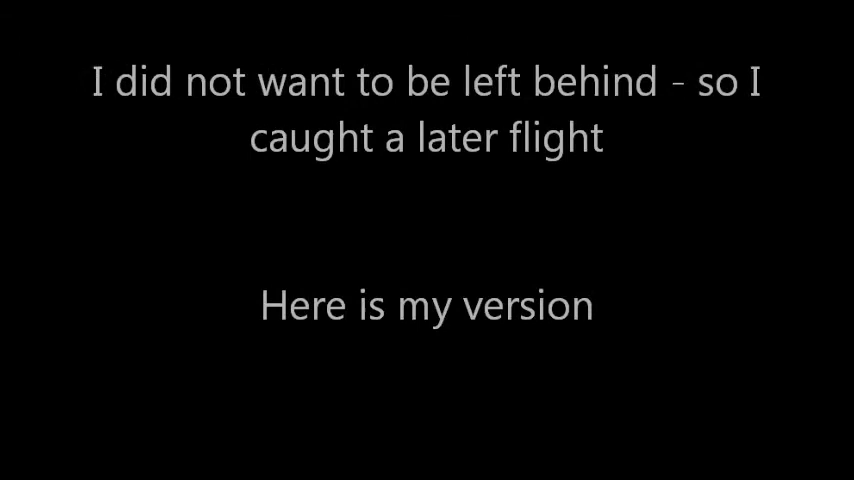 I did not want to be left behind - so I
caught a later flight
Here is my version